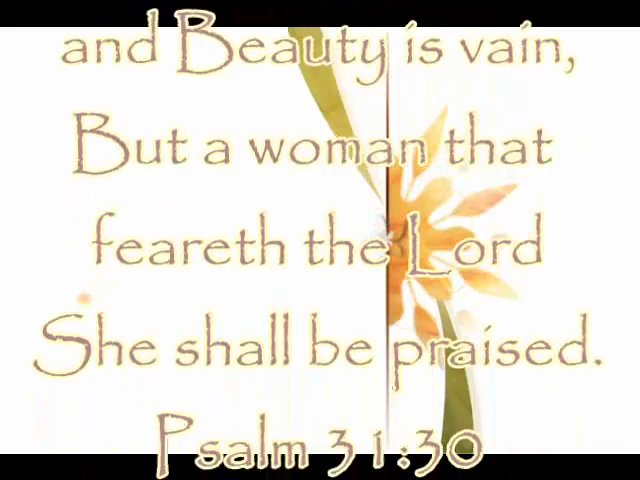 and Beauty is vain,
But a woman that
feareth the Lord
She shall be praised.
Psalm 31:30